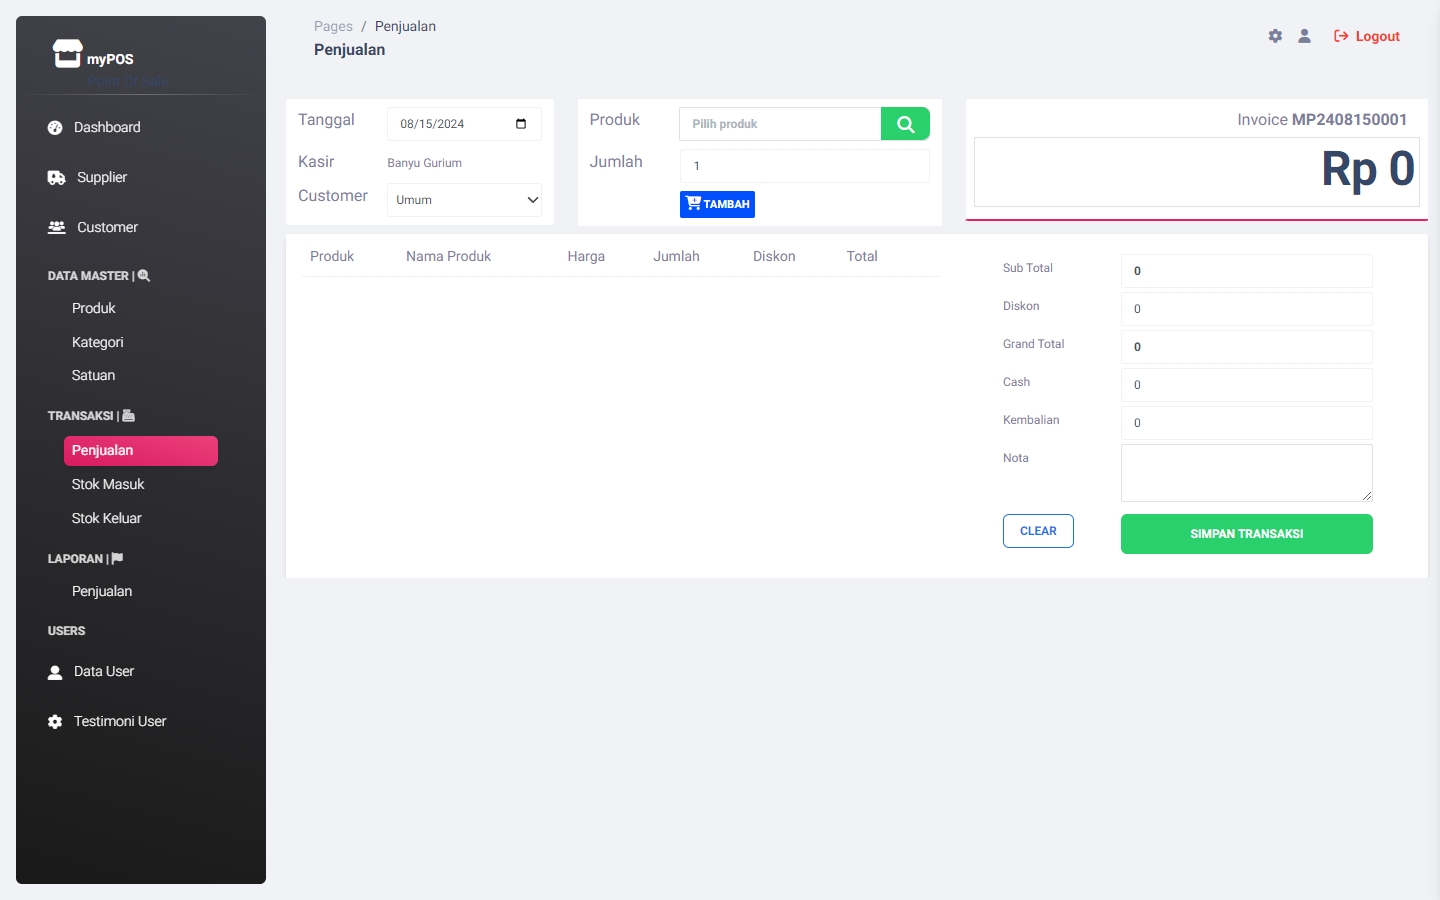 myPOS
Point Of Sale
Dashboard
Supplier
Customer
DATA MASTER |
Produk
Kategori
Satuan
TRANSAKSI |
Penjualan
Stok Masuk
Stok Keluar
LAPORAN |
Penjualan
USERS
Data User
Testimoni User
Pages / Penjualan
Penjualan
Logout
Tanggal 08/15/2024
Kasir Banyu Gurium
Customer Umum
Produk Pilih produk
Jumlah 1
TAMBAH
Invoice MP2408150001
Rp 0
Produk Nama Produk Harga Jumlah Diskon Total
Sub Total 0
Diskon 0
Grand Total 0
Cash 0
Kembalian 0
Nota
CLEAR SIMPAN TRANSAKSI